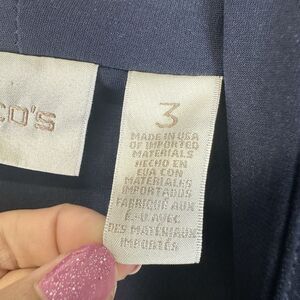 CO'S
3
MADE IN USA
OF IMPORTED
MATERIALS
HECHO EN
EUA CON
MATERIALES
IMPORTADOS
FABRIQUÉ AUX
É.-U. AVEC
DES MATÉRIAUX
IMPORTÉS